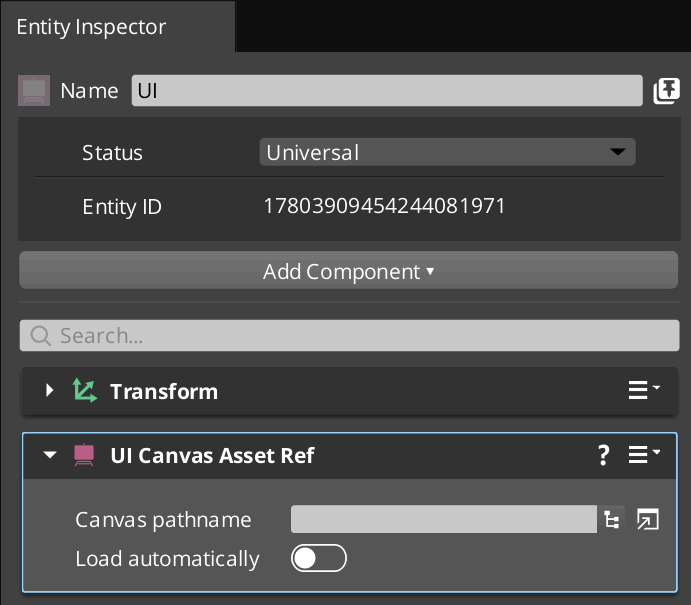 Entity Inspector
Name UI
Status Universal
Entity ID 17803909454244081971
Add Component ▾
Search...
Transform
UI Canvas Asset Ref ?
Canvas pathname
Load automatically